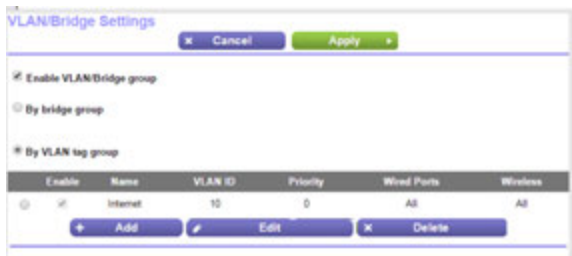 VLAN/Bridge Settings
Cancel Apply
Enable VLAN/Bridge group
By bridge group
By VLAN tag group
Enable Name VLAN ID Priority Wired Ports Wireless
Internet 10 0 All All
Add Edit Delete